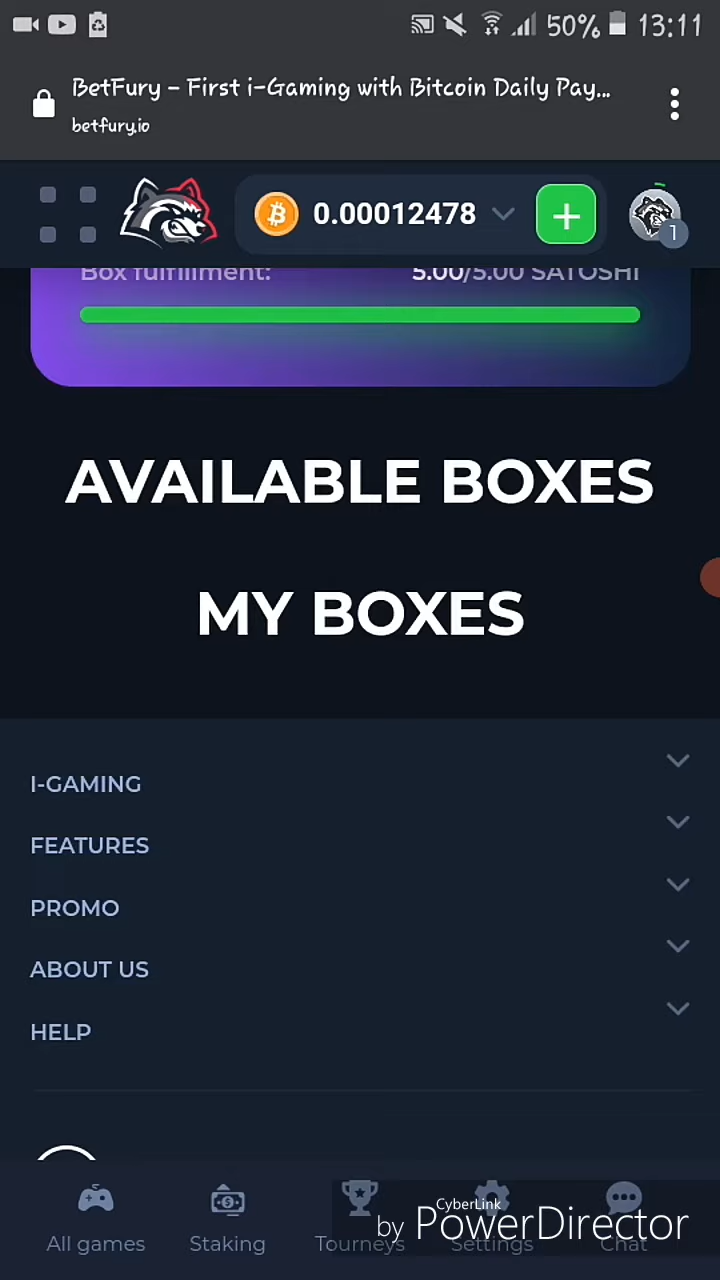 50% 13:11
BetFury – First i-Gaming with Bitcoin Daily Pay...
betfury.io
0.00012478
1
Box fulfillment: 5.00/5.00 SATOSHI
AVAILABLE BOXES
MY BOXES
I-GAMING
FEATURES
PROMO
ABOUT US
HELP
CyberLink
by PowerDirector
All games Staking Tourneys Settings Chat